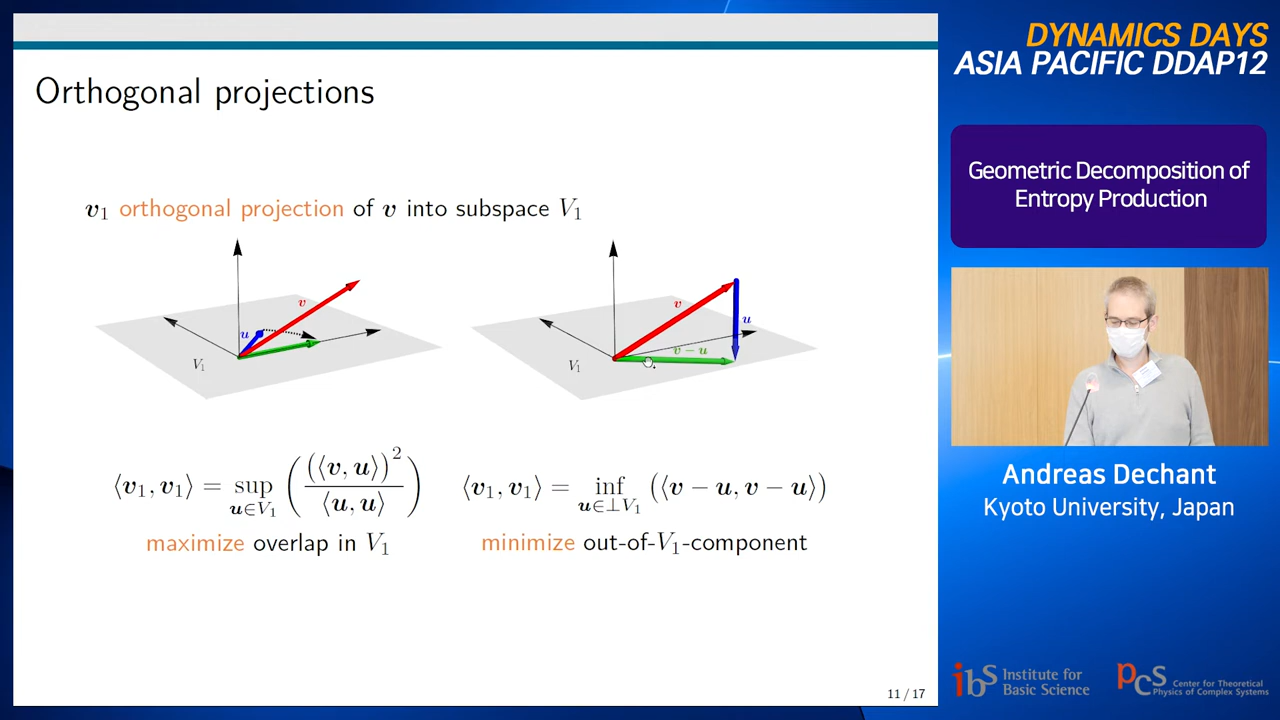 Orthogonal projections
v₁ orthogonal projection of v into subspace V₁
v
u
V₁
v
u
v − u
V₁
⟨v₁, v₁⟩ = sup_{u∈V₁} ( (⟨v, u⟩)² / ⟨u, u⟩ )
maximize overlap in V₁
⟨v₁, v₁⟩ = inf_{u∈⊥V₁} (⟨v − u, v − u⟩)
minimize out-of-V₁-component
11 / 17
DYNAMICS DAYS
ASIA PACIFIC DDAP12
Geometric Decomposition of
Entropy Production
Andreas Dechant
Kyoto University, Japan
ibS Institute for
Basic Science
PCS Center for Theoretical
Physics of Complex Systems